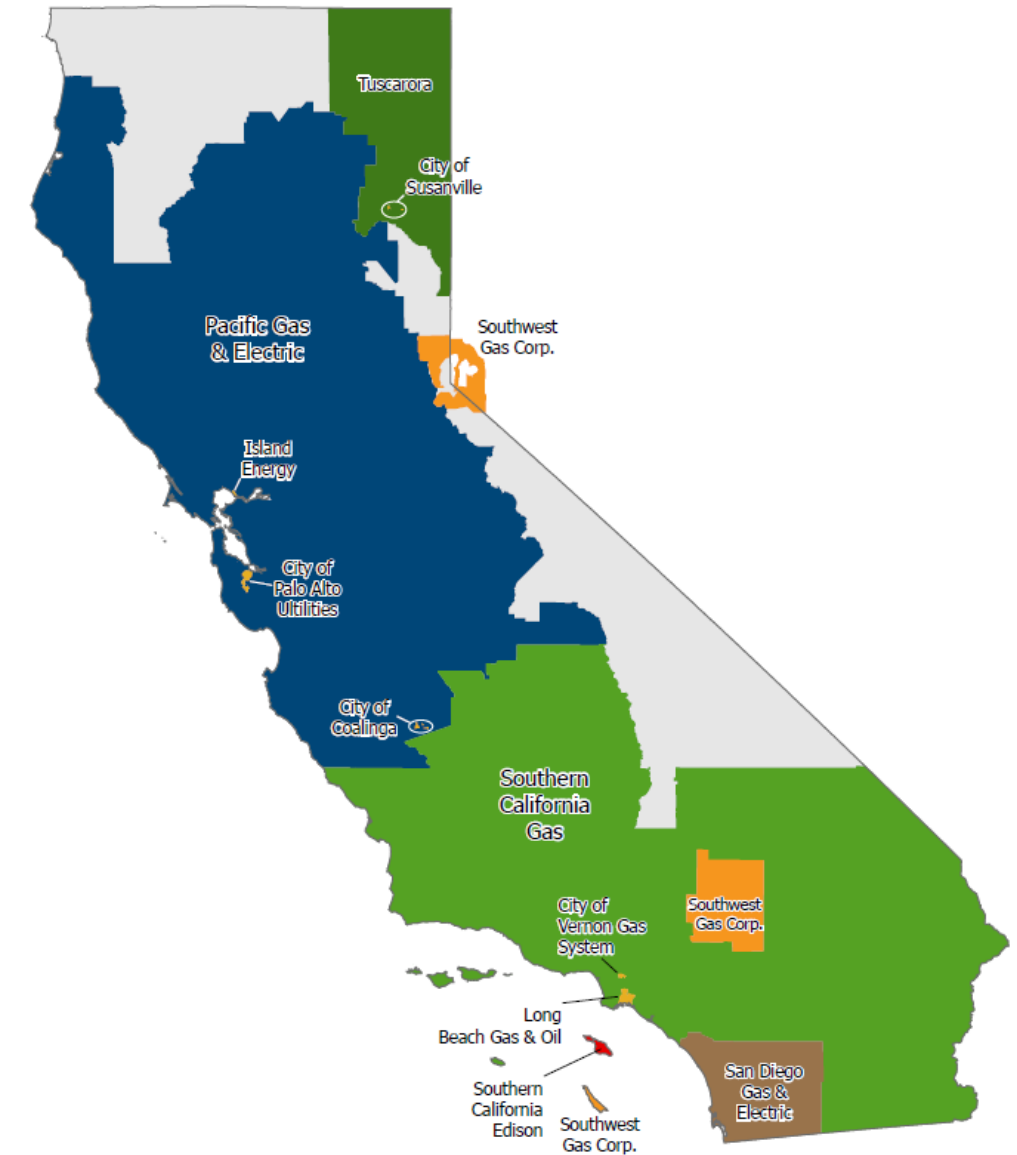 Tuscarora
City of
Susanville
Pacific Gas
& Electric
Southwest
Gas Corp.
Island
Energy
City of
Palo Alto
Ultilities
City of
Coalinga
Southern
California
Gas
City of
Vernon Gas
System
Southwest
Gas Corp.
Long
Beach Gas & Oil
Southern
California
Edison
Southwest
Gas Corp.
San Diego
Gas &
Electric